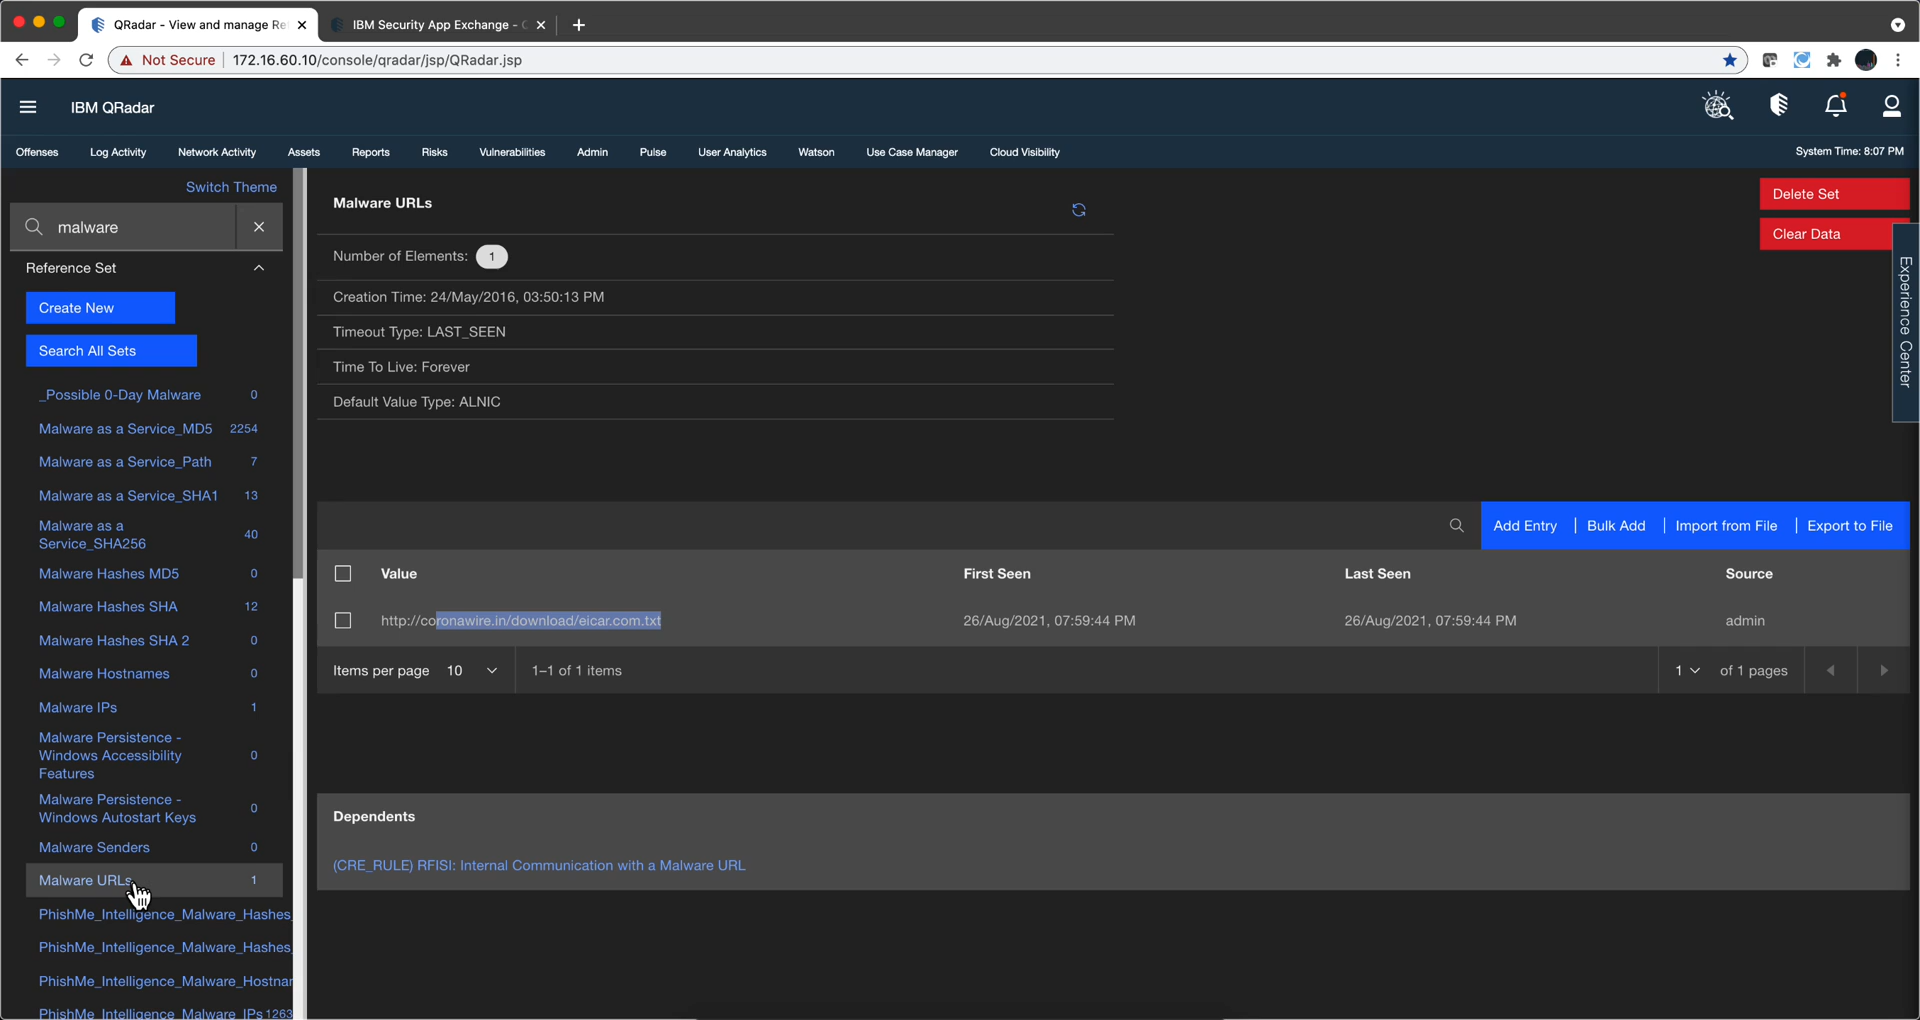 QRadar - View and manage Re
IBM Security App Exchange -
Not Secure
172.16.60.10/console/qradar/jsp/QRadar.jsp
IBM QRadar
Offenses
Log Activity
Network Activity
Assets
Reports
Risks
Vulnerabilities
Admin
Pulse
User Analytics
Watson
Use Case Manager
Cloud Visibility
System Time: 8:07 PM
Switch Theme
malware
Reference Set
Create New
Search All Sets
_Possible 0-Day Malware 0
Malware as a Service_MD5 2254
Malware as a Service_Path 7
Malware as a Service_SHA1 13
Malware as a
Service_SHA256 40
Malware Hashes MD5 0
Malware Hashes SHA 12
Malware Hashes SHA 2 0
Malware Hostnames 0
Malware IPs 1
Malware Persistence -
Windows Accessibility 0
Features
Malware Persistence -
Windows Autostart Keys 0
Malware Senders 0
Malware URLs 1
PhishMe_Intelligence_Malware_Hashes_
PhishMe_Intelligence_Malware_Hashes_
PhishMe_Intelligence_Malware_Hostnar
PhishMe_Intelligence_Malware_IPs 1263
Malware URLs
Number of Elements: 1
Creation Time: 24/May/2016, 03:50:13 PM
Timeout Type: LAST_SEEN
Time To Live: Forever
Default Value Type: ALNIC
Delete Set
Clear Data
Experience Center
Add Entry | Bulk Add | Import from File | Export to File
Value First Seen Last Seen Source
http://coronawire.in/download/eicar.com.txt 26/Aug/2021, 07:59:44 PM 26/Aug/2021, 07:59:44 PM admin
Items per page 10 1–1 of 1 items 1 of 1 pages
Dependents
(CRE_RULE) RFISI: Internal Communication with a Malware URL